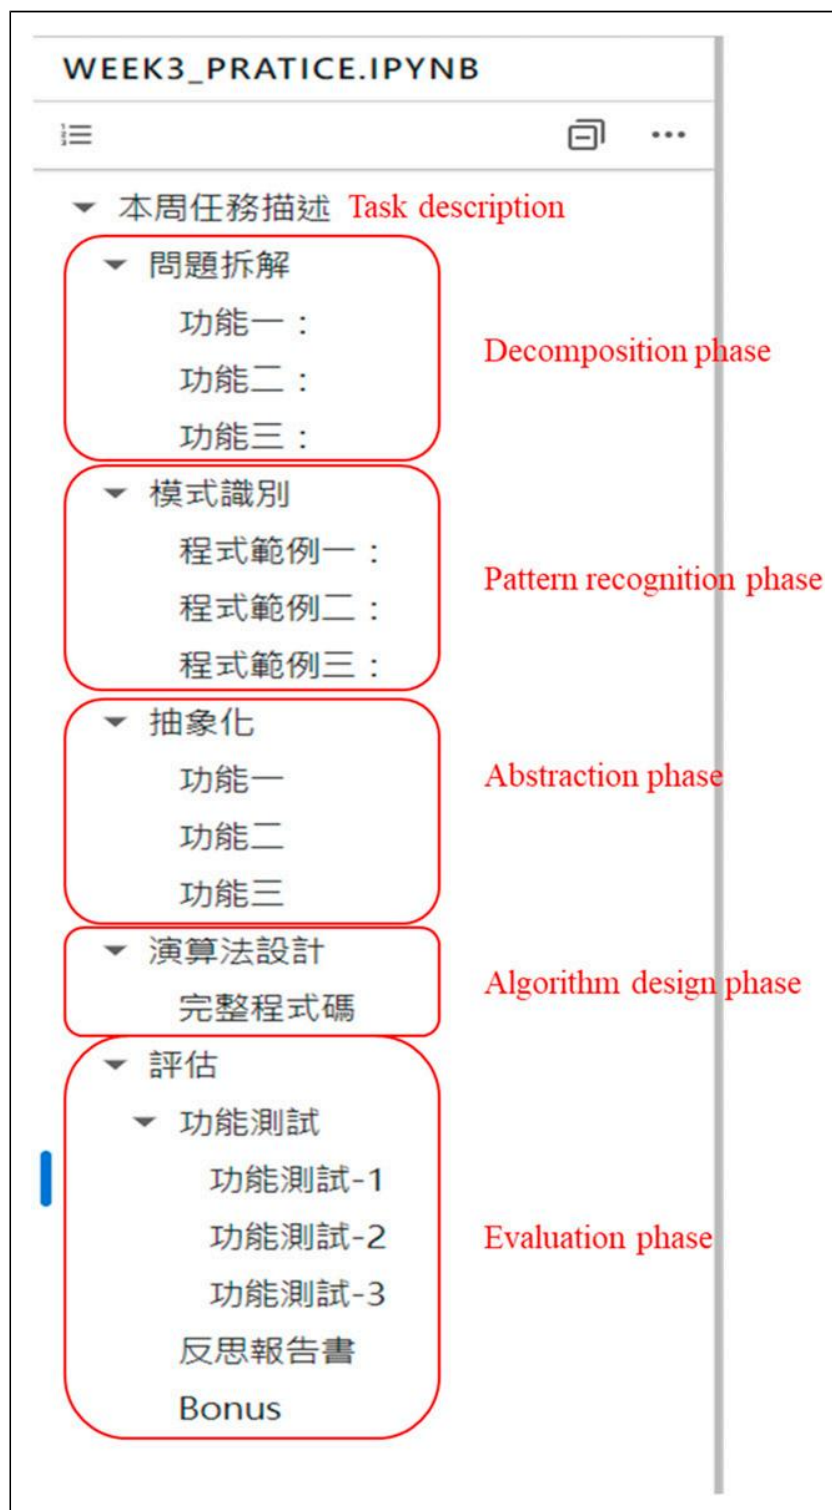 WEEK3_PRATICE.IPYNB
本周任務描述 Task description
問題拆解
功能一：
功能二：
功能三：
Decomposition phase
模式識別
程式範例一：
程式範例二：
程式範例三：
Pattern recognition phase
抽象化
功能一
功能二
功能三
Abstraction phase
演算法設計
完整程式碼
Algorithm design phase
評估
功能測試
功能測試-1
功能測試-2
功能測試-3
反思報告書
Bonus
Evaluation phase